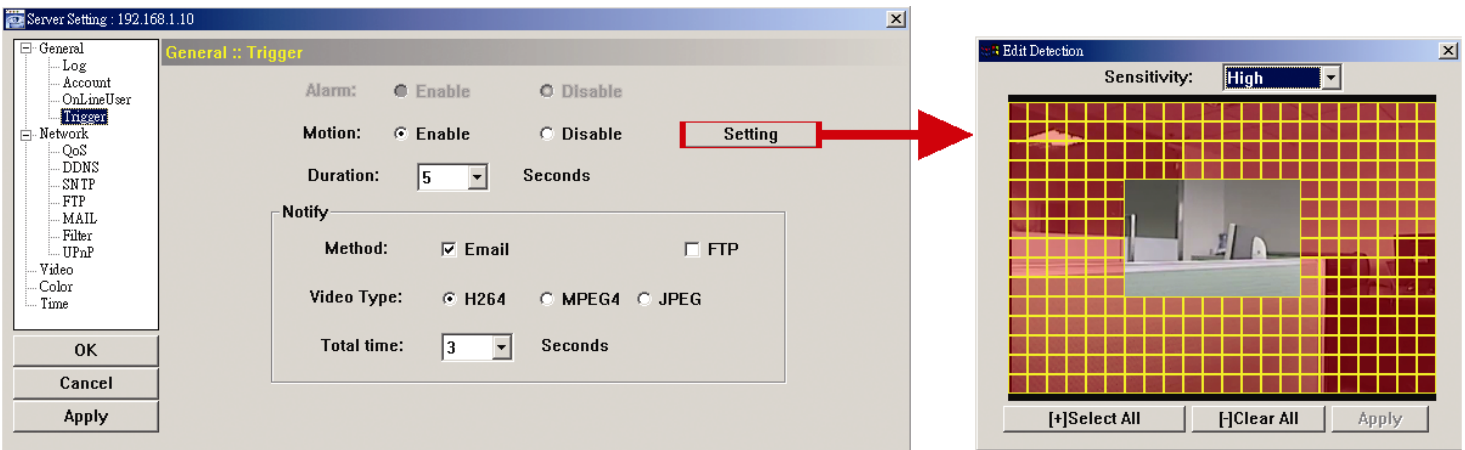 Server Setting : 192.168.1.10
General
Log
Account
OnLineUser
Trigger
Network
QoS
DDNS
SNTP
FTP
MAIL
Filter
UPnP
Video
Color
Time
OK
Cancel
Apply
General :: Trigger
Alarm: Enable Disable
Motion: Enable Disable Setting
Duration: 5 Seconds
Notify
Method: Email FTP
Video Type: H264 MPEG4 JPEG
Total time: 3 Seconds
Edit Detection
Sensitivity: High
[+]Select All [-]Clear All Apply